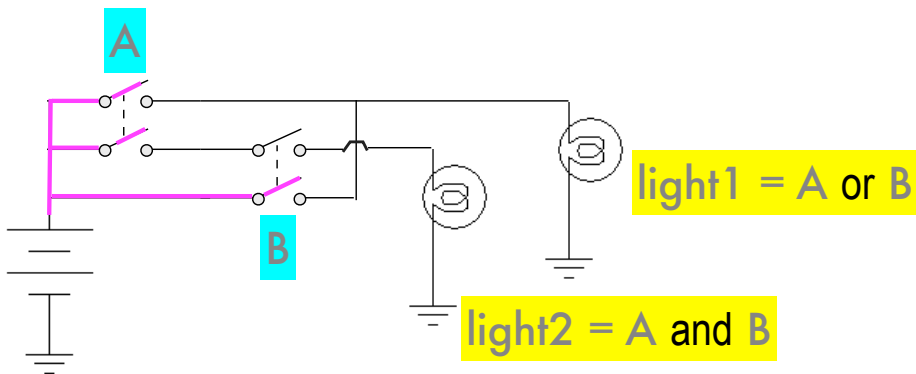 A
light1 = A or B
B
light2 = A and B